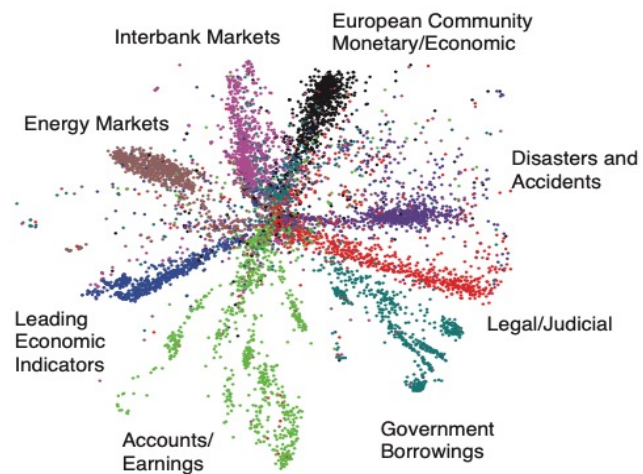 European Community
Monetary/Economic
Interbank Markets
Energy Markets
Disasters and
Accidents
Leading
Economic
Indicators
Legal/Judicial
Accounts/
Earnings
Government
Borrowings